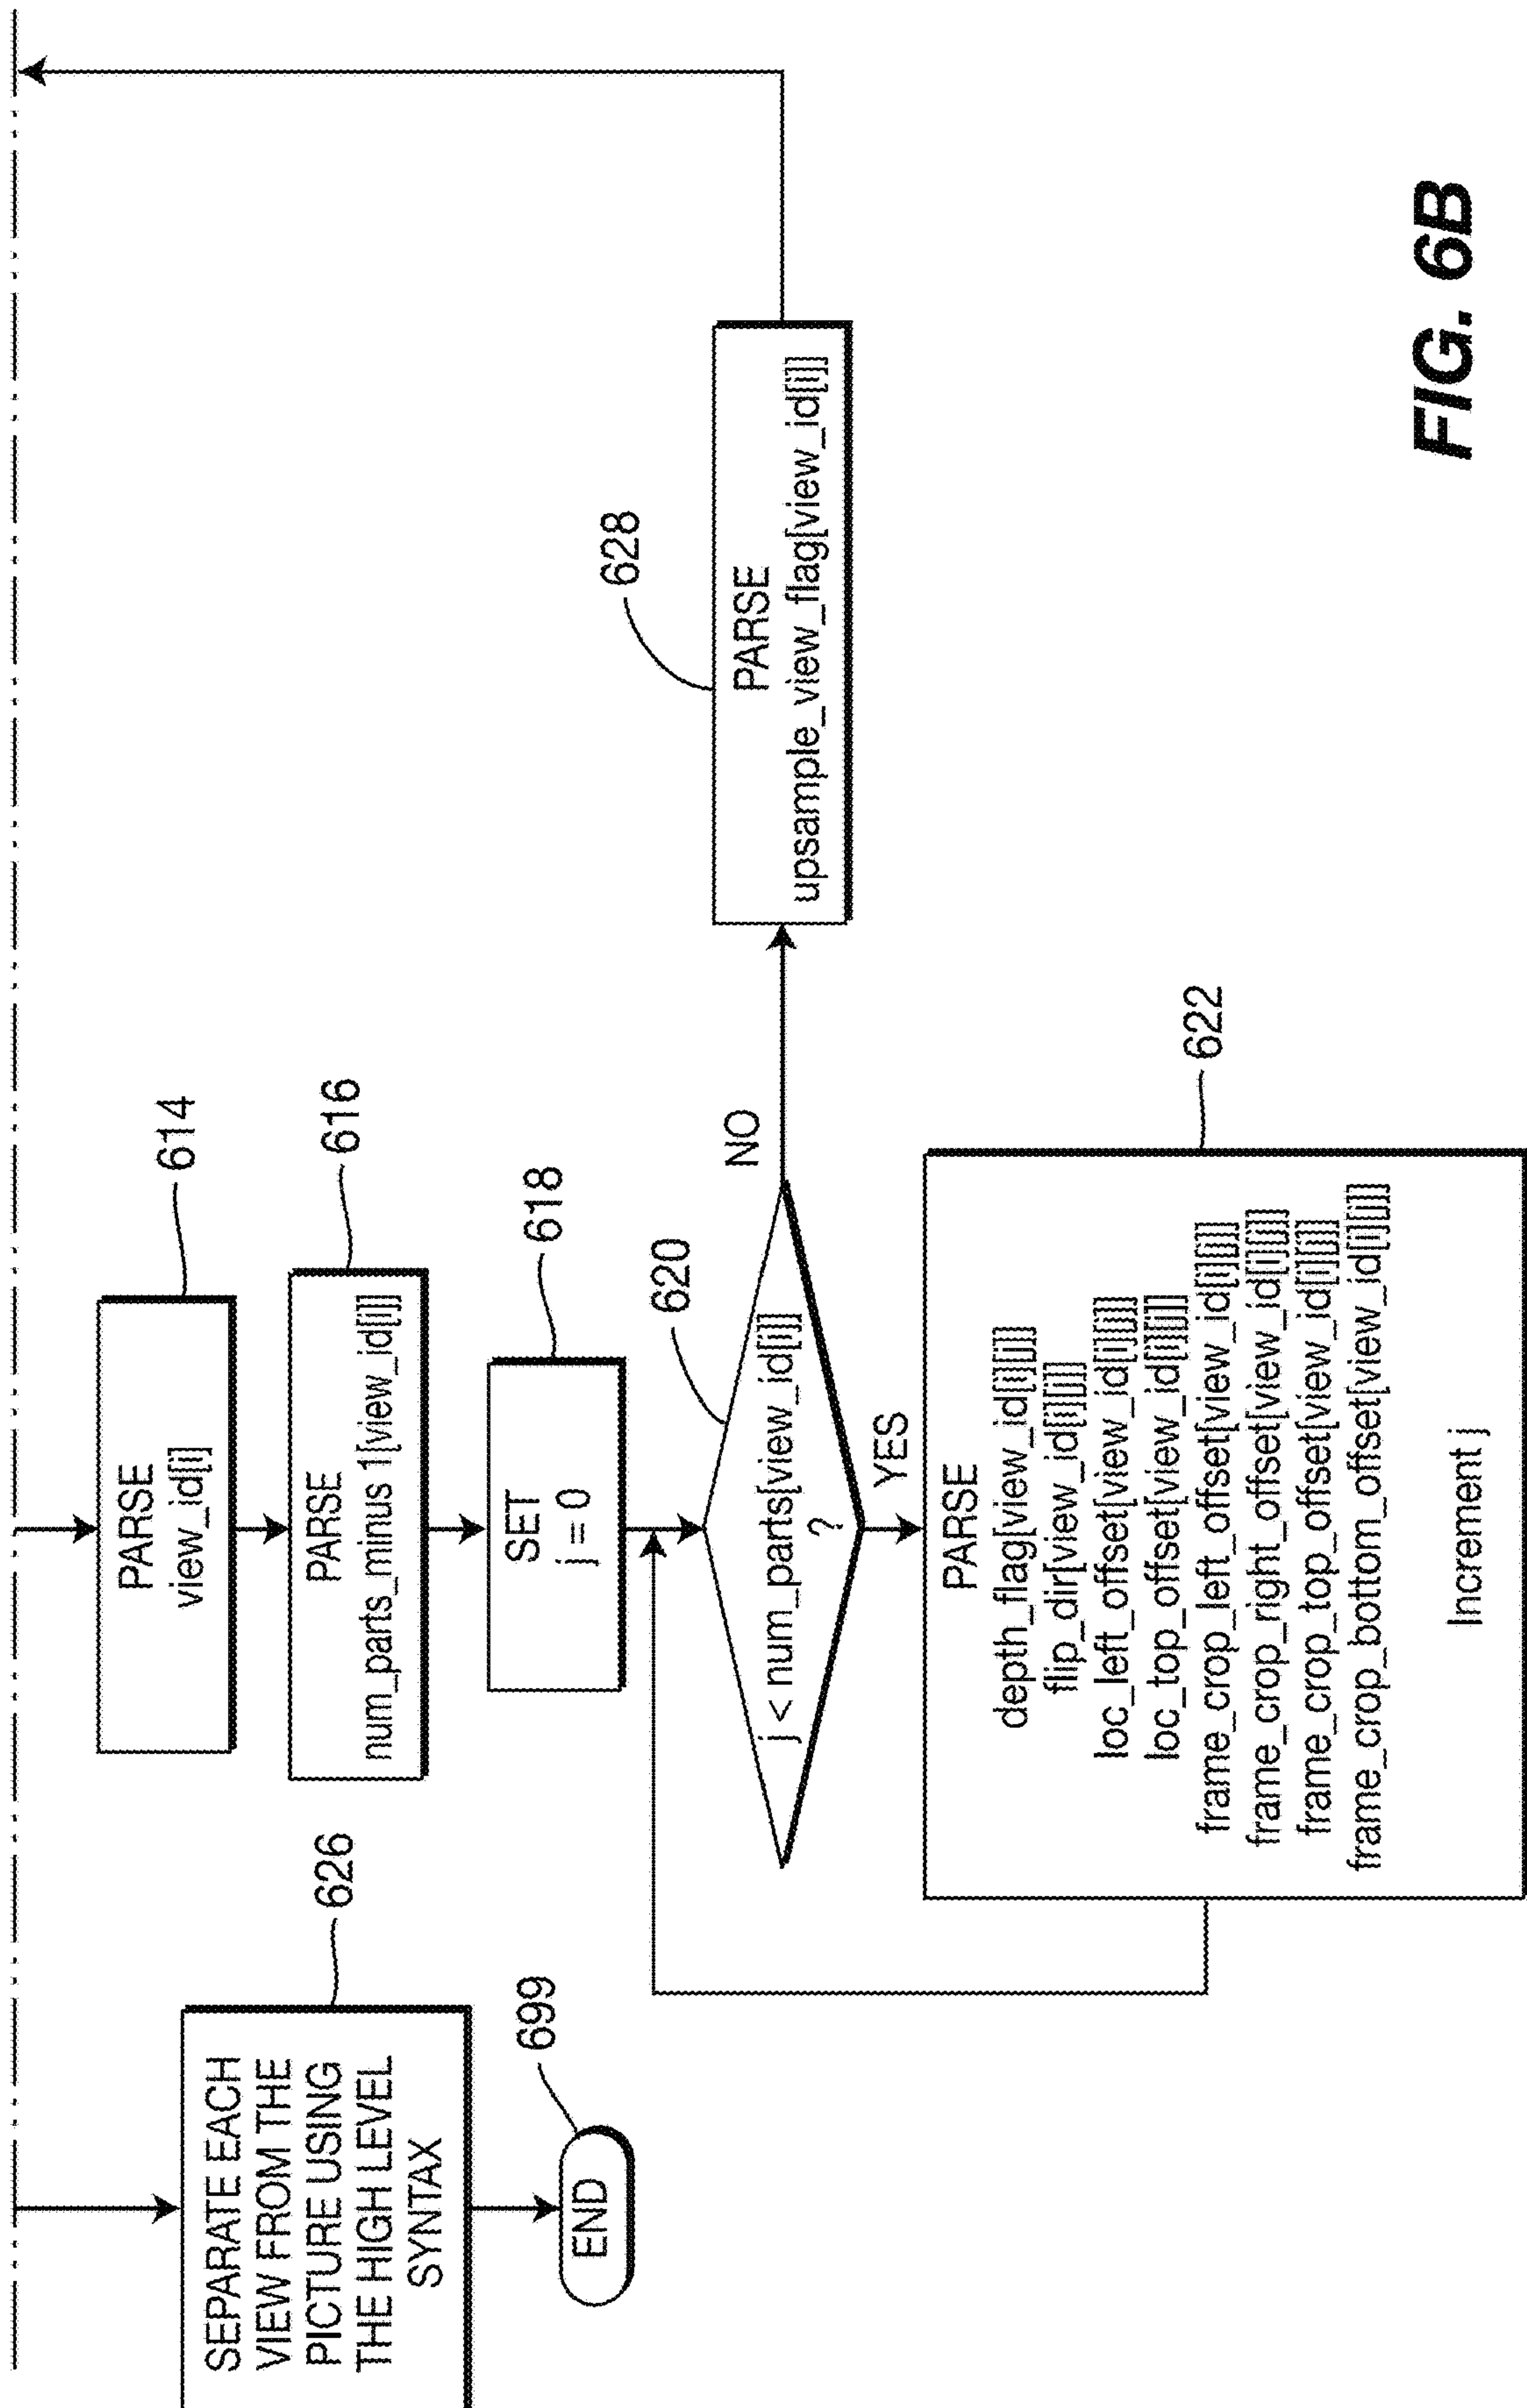 614
PARSE
view_id[i]
616
PARSE
num_parts_minus 1[view_id[i]]
618
SET
j = 0
620
j < num_parts[view_id[i]]
?
NO
YES
628
PARSE
upsample_view_flag[view_id[i]]
622
PARSE
depth_flag[view_id[i][j]]
flip_dir[view_id[i][j]]
loc_left_offset[view_id[i][j]]
loc_top_offset[view_id[i][j]]
frame_crop_left_offset[view_id[i][j]]
frame_crop_right_offset[view_id[i][j]]
frame_crop_top_offset[view_id[i][j]]
frame_crop_bottom_offset[view_id[i][j]]
Increment j
626
SEPARATE EACH
VIEW FROM THE
PICTURE USING
THE HIGH LEVEL
SYNTAX
699
END
FIG. 6B